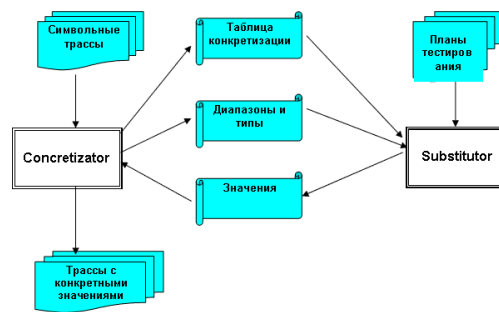 Символьные
трассы
Таблица
конкретизации
Планы
тестиров
ания
Диапазоны и
типы
Concretizator
Substitutor
Значения
Трассы с
конкретными
значениями